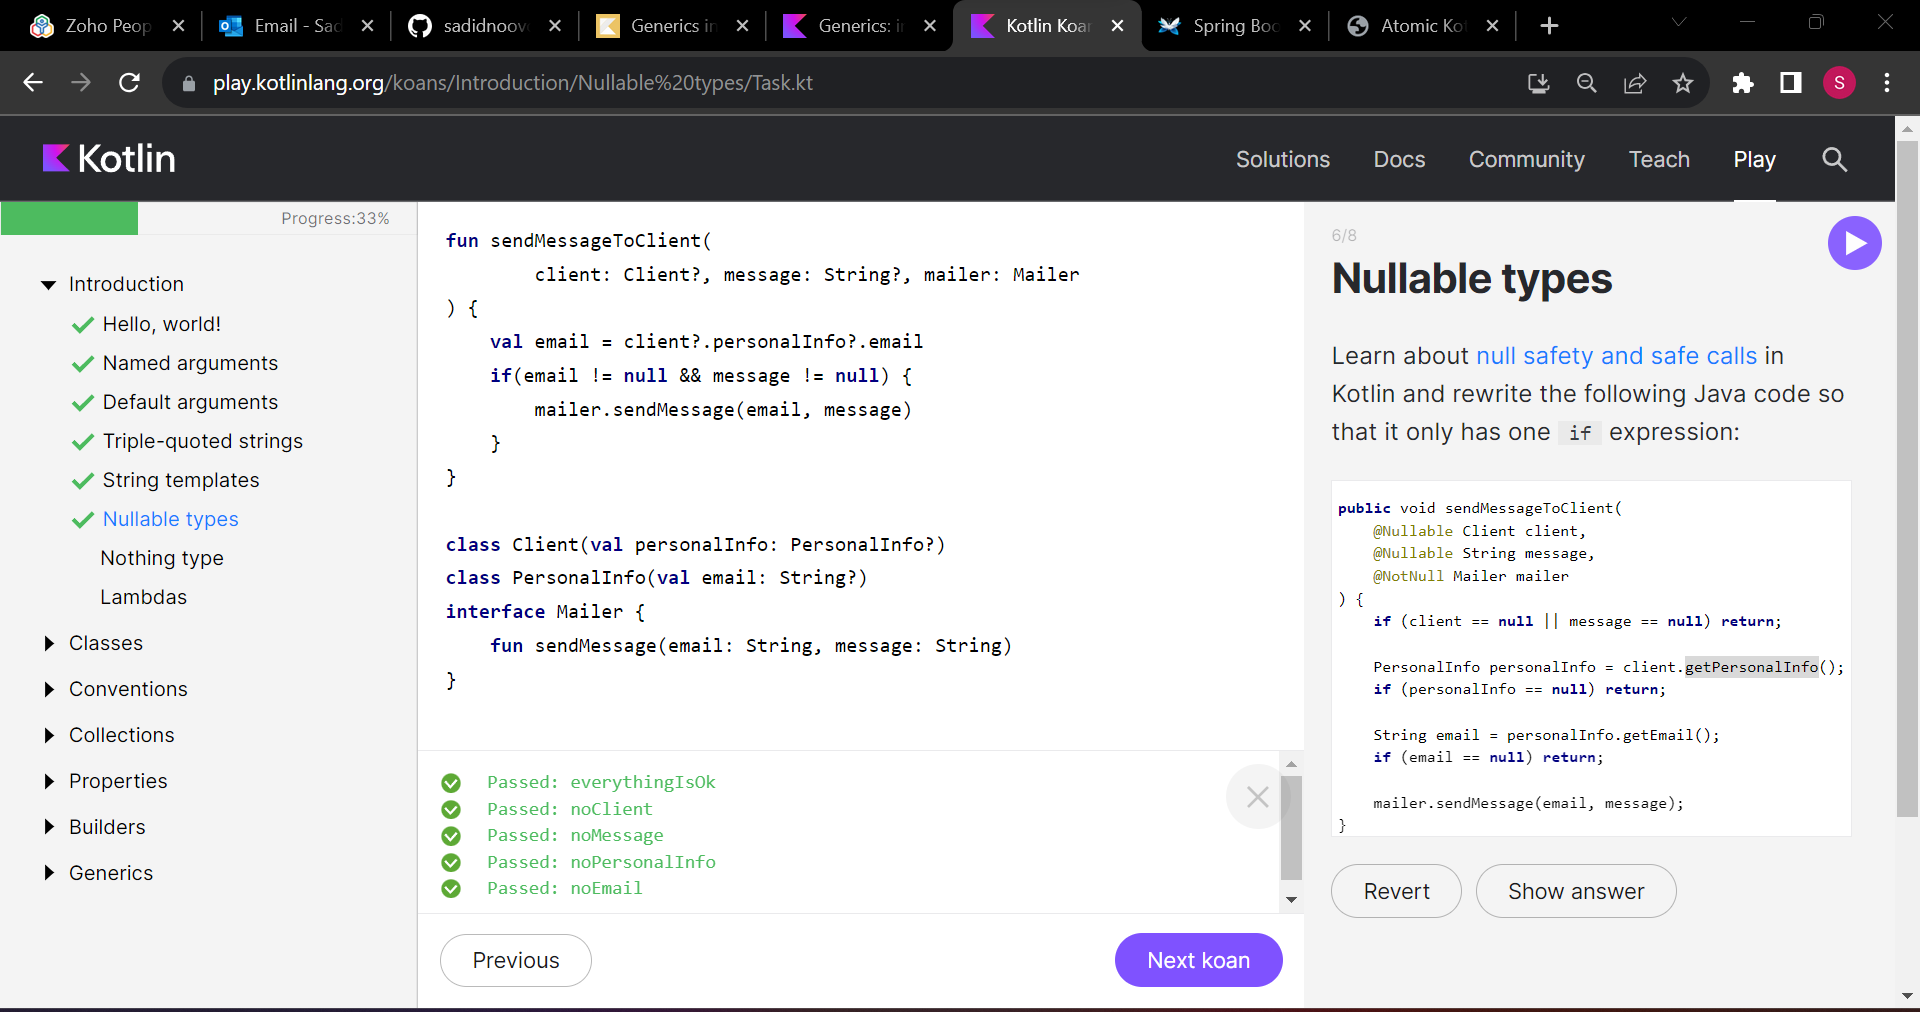 Zoho Peop
Email - Sad
sadidnoov
Generics in
Generics: in
Kotlin Koan
Spring Boo
Atomic Kot
play.kotlinlang.org/koans/Introduction/Nullable%20types/Task.kt
S
Kotlin
Solutions
Docs
Community
Teach
Play
Progress:33%
Introduction
Hello, world!
Named arguments
Default arguments
Triple-quoted strings
String templates
Nullable types
Nothing type
Lambdas
Classes
Conventions
Collections
Properties
Builders
Generics
fun sendMessageToClient(
        client: Client?, message: String?, mailer: Mailer
) {
    val email = client?.personalInfo?.email
    if(email != null && message != null) {
        mailer.sendMessage(email, message)
    }
}
class Client(val personalInfo: PersonalInfo?)
class PersonalInfo(val email: String?)
interface Mailer {
    fun sendMessage(email: String, message: String)
}
Passed: everythingIsOk
Passed: noClient
Passed: noMessage
Passed: noPersonalInfo
Passed: noEmail
Previous
Next koan
6/8
Nullable types
Learn about null safety and safe calls in
Kotlin and rewrite the following Java code so
that it only has one if expression:
public void sendMessageToClient(
    @Nullable Client client,
    @Nullable String message,
    @NotNull Mailer mailer
) {
    if (client == null || message == null) return;
    PersonalInfo personalInfo = client.getPersonalInfo();
    if (personalInfo == null) return;
    String email = personalInfo.getEmail();
    if (email == null) return;
    mailer.sendMessage(email, message);
}
Revert
Show answer